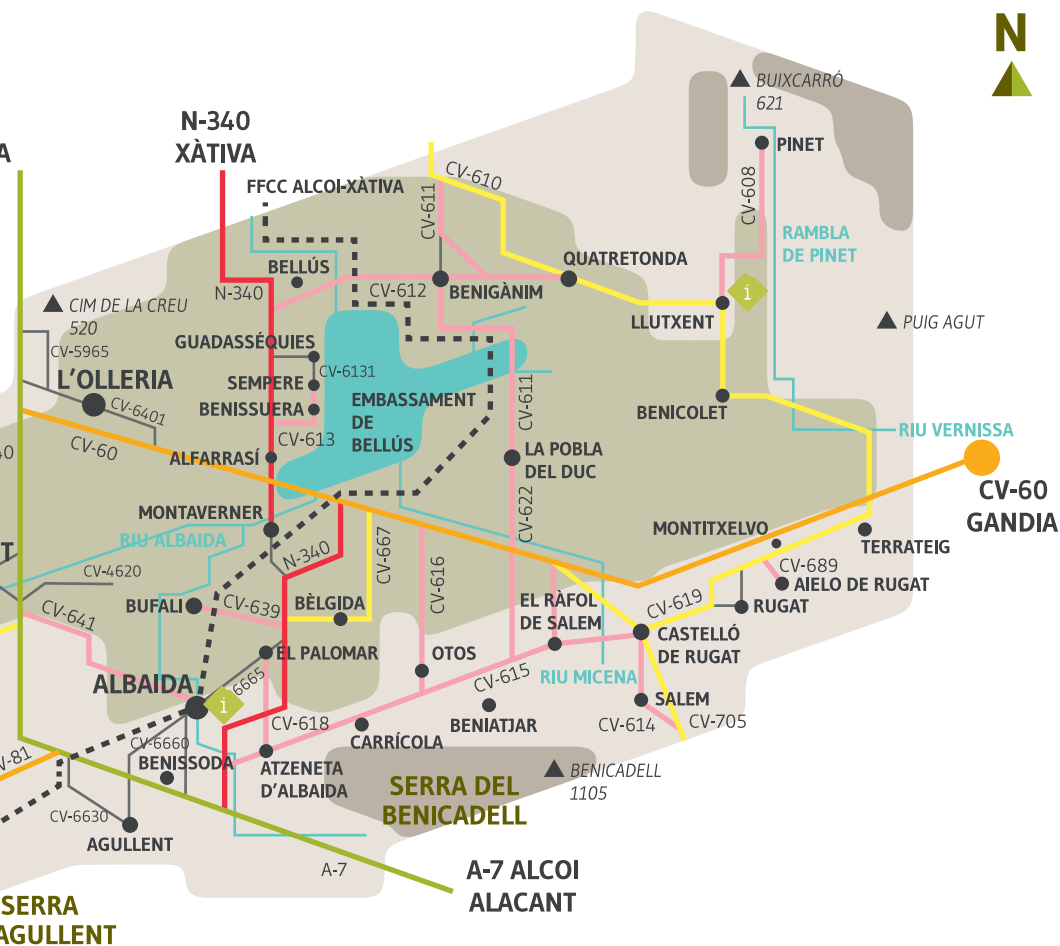 N
BUIXCARRÓ
621
N-340
XÀTIVA
PINET
A
CV-610
CV-608
FFCC ALCOI-XÀTIVA
CV-611
RAMBLA
DE PINET
BELLÚS
QUATRETONDA
N-340
CV-612
BENIGÀNIM
i
CIM DE LA CREU
520
LLUTXENT
PUIG AGUT
GUADASSÉQUIES
CV-5965
CV-6131
L'OLLERIA
SEMPERE
CV-611
CV-6401
BENISSUERA
EMBASSAMENT
DE
BELLÚS
BENICOLET
CV-613
RIU VERNISSA
CV-60
40
ALFARRASÍ
LA POBLA
DEL DUC
CV-60
GANDIA
MONTAVERNER
CV-622
MONTITXELVO
RIU ALBAIDA
TERRATEIG
T
N-340
CV-667
CV-4620
CV-616
CV-689
AIELO DE RUGAT
BUFALI
CV-639
BÈLGIDA
EL RÀFOL
DE SALEM
CV-619
RUGAT
CV-641
CASTELLÓ
DE RUGAT
EL PALOMAR
OTOS
ALBAIDA
6665
i
CV-615
RIU MICENA
SALEM
BENIATJAR
CV-614
CV-705
CV-618
CARRÍCOLA
CV-6660
BENISSODA
V-81
ATZENETA
D'ALBAIDA
SERRA DEL
BENICADELL
BENICADELL
1105
CV-6630
AGULLENT
A-7
A-7 ALCOI
ALACANT
SERRA
AGULLENT